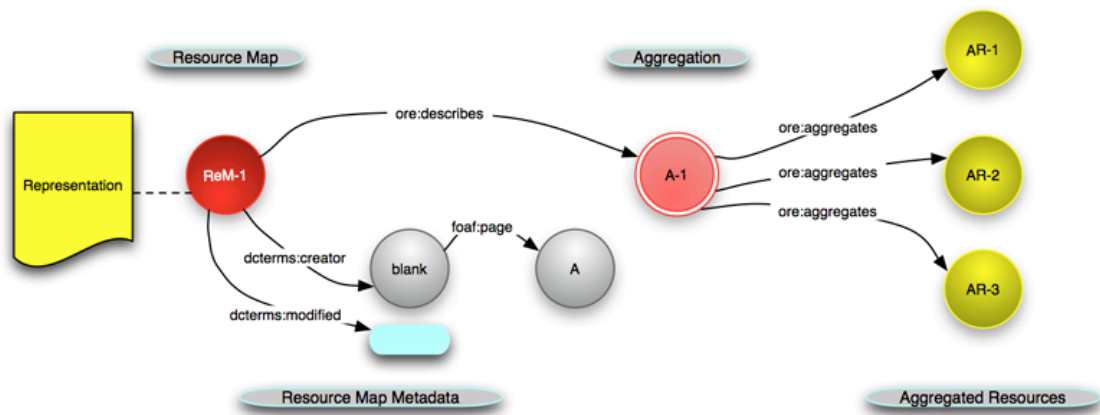 Resource Map
Aggregation
AR-1
ore:describes
ore:aggregates
Representation
ReM-1
A-1
ore:aggregates
AR-2
ore:aggregates
foaf:page
dcterms:creator
blank
A
AR-3
dcterms:modified
Resource Map Metadata
Aggregated Resources